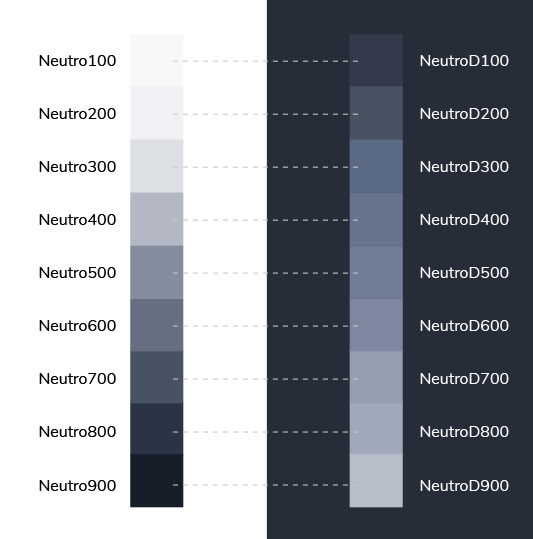 Neutro100 NeutroD100
Neutro200 NeutroD200
Neutro300 NeutroD300
Neutro400 NeutroD400
Neutro500 NeutroD500
Neutro600 NeutroD600
Neutro700 NeutroD700
Neutro800 NeutroD800
Neutro900 NeutroD900